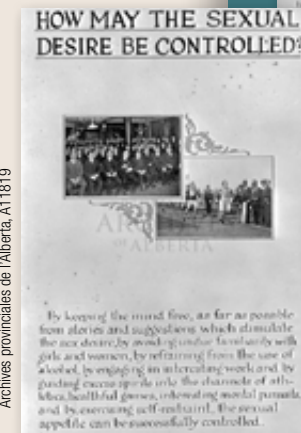 HOW MAY THE SEXUAL
DESIRE BE CONTROLLED?
ARCHIVES
OF ALBERTA
By keeping the mind free, as far as possible
from stories and suggestions which stimulate
the sex desire, by avoiding undue familiarity with
girls and women, by refraining from the use of
alcohol, by engaging in interesting work and by
guiding excess spirits into the channels of ath-
letics, healthful games, interesting mental pursuits,
and by exercising self-restraint, the sexual
appetite can be successfully controlled.
Archives provinciales de l'Alberta, A11819